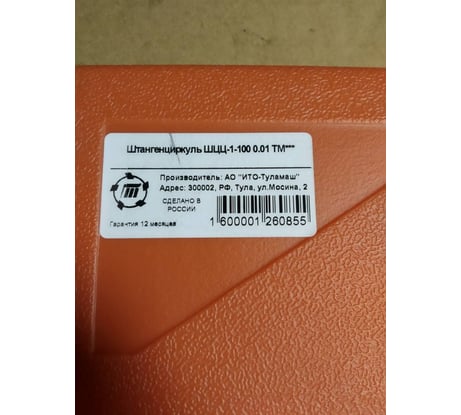 Штангенциркуль ШЦЦ-1-100 0.01 ТМ***
Производитель: АО "ИТО-Туламаш"
Адрес: 300002, РФ, Тула, ул.Мосина, 2
СДЕЛАНО В
РОССИИ
Гарантия 12 месяцев
1 600001 260855